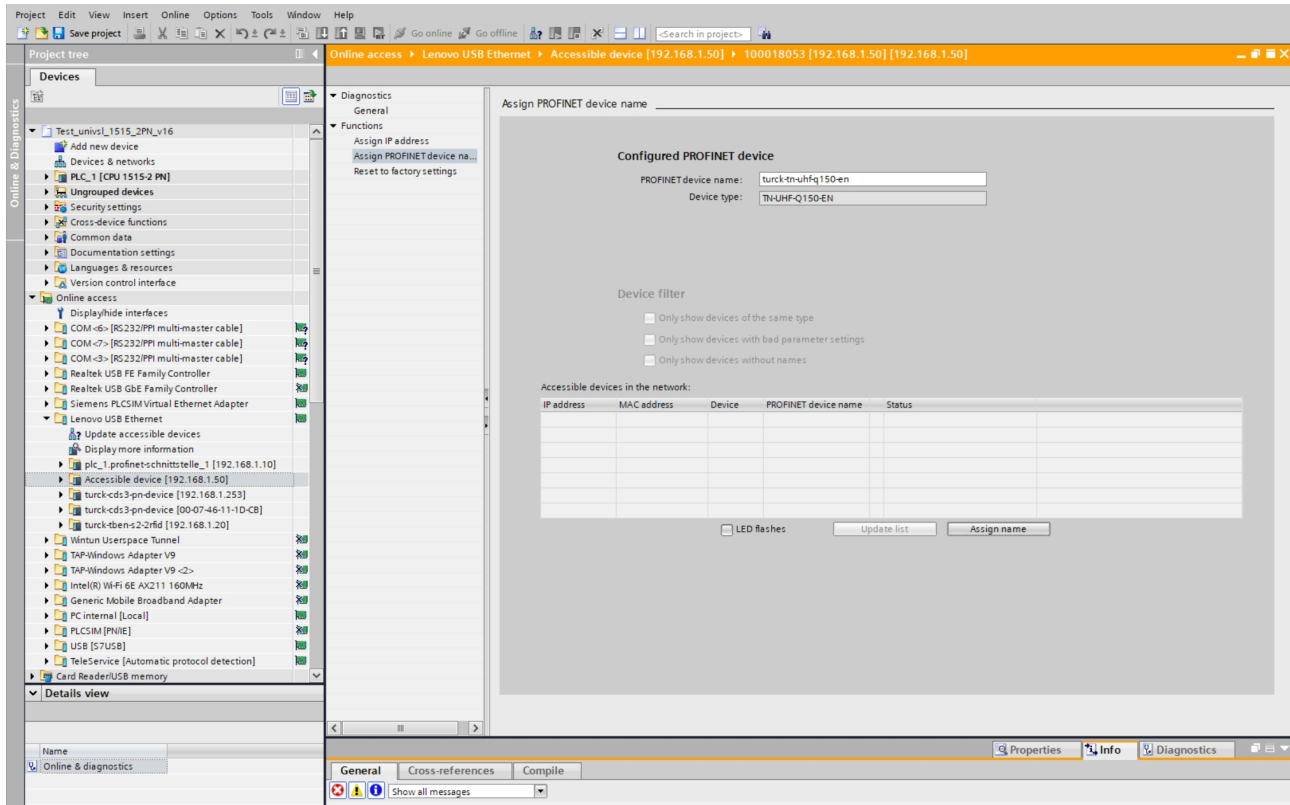 Project Edit View Insert Online Options Tools Window Help
Save project Go online Go offline <Search in project>
Project tree
Online access Lenovo USB Ethernet Accessible device [192.168.1.50] 100018053 [192.168.1.50] [192.168.1.50]
Devices
Online & Diagnostics
Test_univsl_1515_2PN_v16
Add new device
Devices & networks
PLC_1 [CPU 1515-2 PN]
Ungrouped devices
Security settings
Cross-device functions
Common data
Documentation settings
Languages & resources
Version control interface
Online access
Display/hide interfaces
COM <6> [RS232/PPI multi-master cable]
COM <7> [RS232/PPI multi-master cable]
COM <3> [RS232/PPI multi-master cable]
Realtek USB FE Family Controller
Realtek USB GbE Family Controller
Siemens PLCSIM Virtual Ethernet Adapter
Lenovo USB Ethernet
Update accessible devices
Display more information
plc_1.profinet-schnittstelle_1 [192.168.1.10]
Accessible device [192.168.1.50]
turck-cds3-pn-device [192.168.1.253]
turck-cds3-pn-device [00-07-46-11-1D-CB]
turck-tben-s2-2rfid [192.168.1.20]
Wintun Userspace Tunnel
TAP-Windows Adapter V9
TAP-Windows Adapter V9 <2>
Intel(R) Wi-Fi 6E AX211 160MHz
Generic Mobile Broadband Adapter
PC internal [Local]
PLCSIM [PN/IE]
USB [S7USB]
TeleService [Automatic protocol detection]
Card Reader/USB memory
Details view
Name
Online & diagnostics
Diagnostics
General
Functions
Assign IP address
Assign PROFINET device na...
Reset to factory settings
Assign PROFINET device name
Configured PROFINET device
PROFINET device name: turck-tn-uhf-q150-en
Device type: TN-UHF-Q150-EN
Device filter
Only show devices of the same type
Only show devices with bad parameter settings
Only show devices without names
Accessible devices in the network:
IP address MAC address Device PROFINET device name Status
LED flashes Update list Assign name
Properties Info Diagnostics
General Cross-references Compile
Show all messages